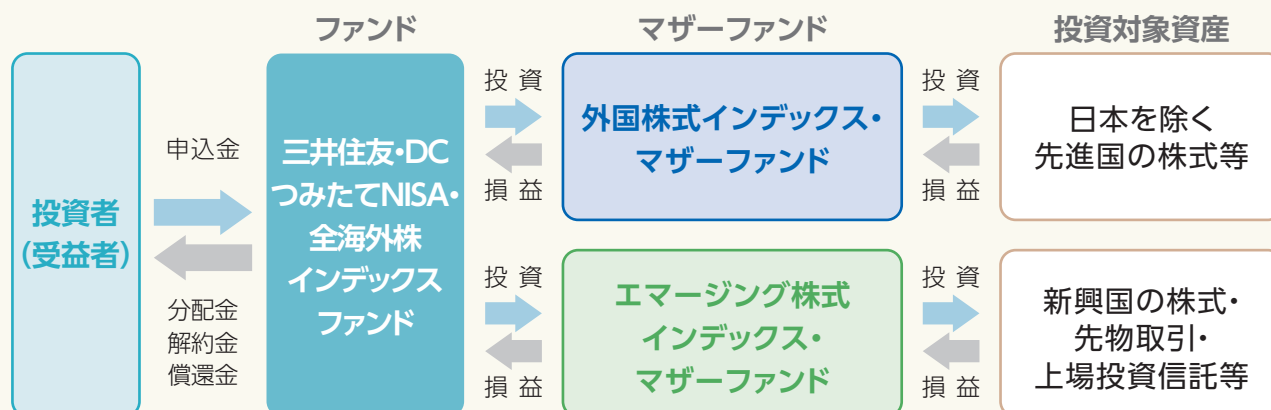 ファンド
マザーファンド
投資対象資産
投資者
(受益者)
申込金
分配金
解約金
償還金
三井住友・DC
つみたてNISA・
全海外株
インデックス
ファンド
投資
損益
外国株式インデックス・
マザーファンド
投資
損益
日本を除く
先進国の株式等
投資
損益
エマージング株式
インデックス・
マザーファンド
投資
損益
新興国の株式・
先物取引・
上場投資信託等